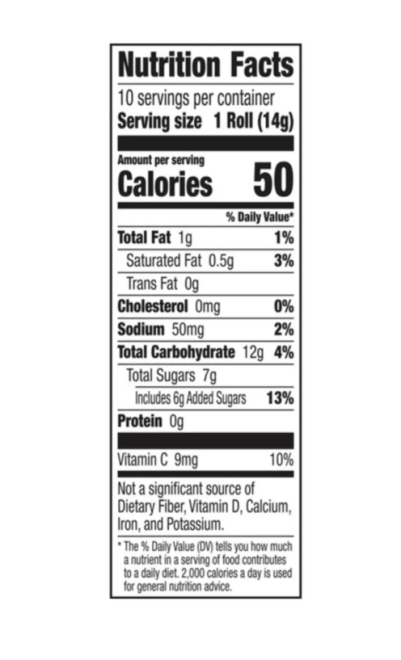 Nutrition Facts
10 servings per container
Serving size 1 Roll (14g)
Amount per serving
Calories 50
% Daily Value*
Total Fat 1g 1%
Saturated Fat 0.5g 3%
Trans Fat 0g
Cholesterol 0mg 0%
Sodium 50mg 2%
Total Carbohydrate 12g 4%
Total Sugars 7g
Includes 6g Added Sugars 13%
Protein 0g
Vitamin C 9mg 10%
Not a significant source of
Dietary Fiber, Vitamin D, Calcium,
Iron, and Potassium.
* The % Daily Value (DV) tells you how much
a nutrient in a serving of food contributes
to a daily diet. 2,000 calories a day is used
for general nutrition advice.